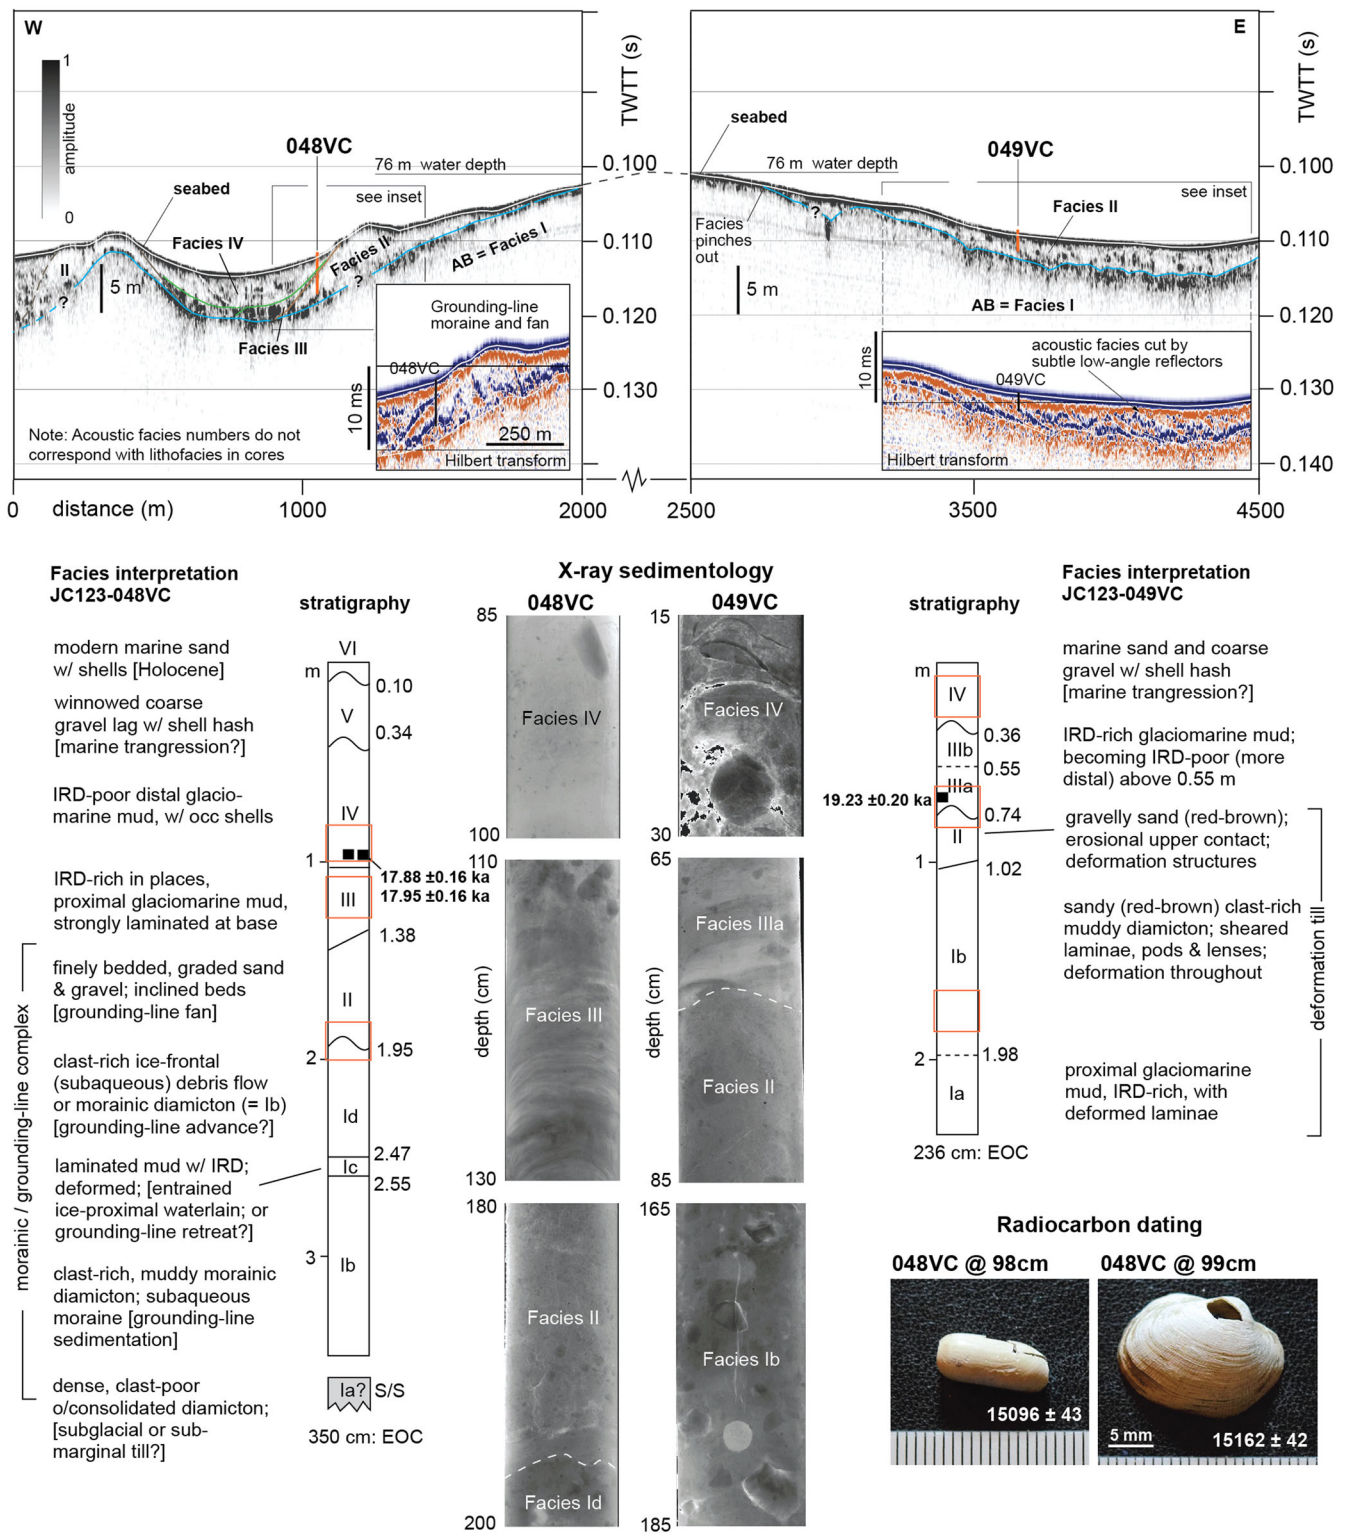 W
1
amplitude
0
seabed
Facies IV
048VC
76 m water depth
see inset
Facies II
?
AB = Facies I
II
?
5 m
Facies III
Grounding-line
moraine and fan
048VC
10 ms
250 m
Hilbert transform
Note: Acoustic facies numbers do not
correspond with lithofacies in cores
TWTT (s)
0.100
0.110
0.120
0.130
0.140
E
TWTT (s)
seabed
76 m water depth
049VC
see inset
?
Facies II
Facies
pinches
out
5 m
AB = Facies I
acoustic facies cut by
subtle low-angle reflectors
049VC
10 ms
Hilbert transform
0.100
0.110
0.120
0.130
0.140
0
distance (m)
1000
2000
2500
3500
4500
Facies interpretation
JC123-048VC
stratigraphy
modern marine sand
w/ shells [Holocene]
winnowed coarse
gravel lag w/ shell hash
[marine trangression?]
IRD-poor distal glacio-
marine mud, w/ occ shells
IRD-rich in places,
proximal glaciomarine mud,
strongly laminated at base
finely bedded, graded sand
& gravel; inclined beds
[grounding-line fan]
clast-rich ice-frontal
(subaqueous) debris flow
or morainic diamicton (= Ib)
[grounding-line advance?]
laminated mud w/ IRD;
deformed; [entrained
ice-proximal waterlain; or
grounding-line retreat?]
clast-rich, muddy morainic
diamicton; subaqueous
moraine [grounding-line
sedimentation]
dense, clast-poor
o/consolidated diamicton;
[subglacial or sub-
marginal till?]
morainic / grounding-line complex
VI
m
0.10
V
0.34
IV
1
17.88 ±0.16 ka
17.95 ±0.16 ka
III
1.38
II
1.95
2
Id
2.47
Ic
2.55
3
Ib
Ia?
S/S
350 cm: EOC
X-ray sedimentology
048VC
049VC
85
Facies IV
100
110
Facies III
130
180
Facies II
Facies Id
200
depth (cm)
15
Facies IV
30
65
Facies IIIa
Facies II
85
165
Facies Ib
185
depth (cm)
stratigraphy
m
IV
0.36
IIIb
0.55
IIIa
19.23 ±0.20 ka
0.74
II
1
1.02
Ib
2
1.98
Ia
236 cm: EOC
Facies interpretation
JC123-049VC
marine sand and coarse
gravel w/ shell hash
[marine trangression?]
IRD-rich glaciomarine mud;
becoming IRD-poor (more
distal) above 0.55 m
gravelly sand (red-brown);
erosional upper contact;
deformation structures
sandy (red-brown) clast-rich
muddy diamicton; sheared
laminae, pods & lenses;
deformation throughout
proximal glaciomarine
mud, IRD-rich, with
deformed laminae
deformation till
Radiocarbon dating
048VC @ 98cm
048VC @ 99cm
15096 ± 43
5 mm
15162 ± 42